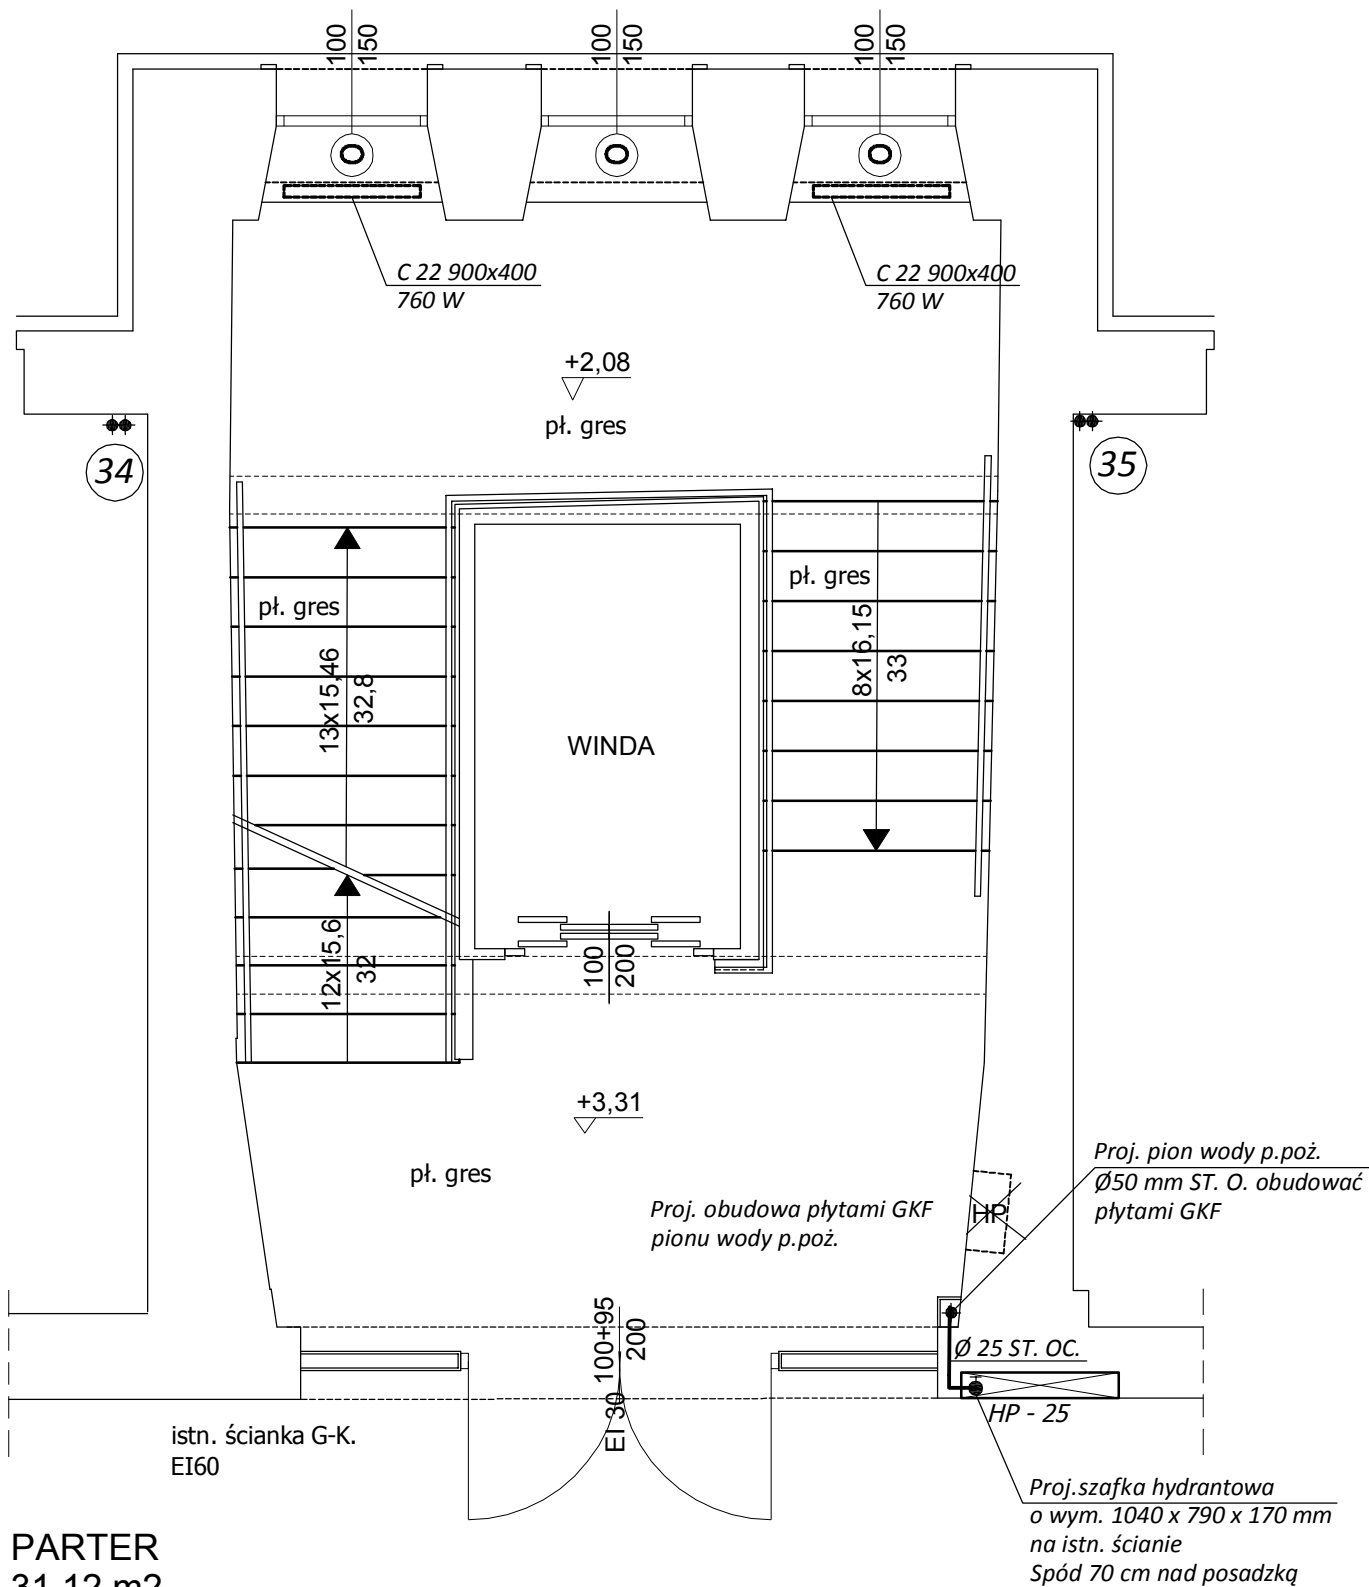 100
150
100
150
100
150
O
O
O
C 22 900x400
760 W
C 22 900x400
760 W
+2,08
pł. gres
34
35
pł. gres
pł. gres
13x15,46
32,8
8x16,15
33
WINDA
12x15,6
32
100
200
+3,31
pł. gres
Proj. pion wody p.poż.
Ø50 mm ST. O. obudować
płytami GKF
Proj. obudowa płytami GKF
pionu wody p.poż.
HP
EI 30 100+95
200
Ø 25 ST. OC.
HP - 25
istn. ścianka G-K.
EI60
Proj.szafka hydrantowa
o wym. 1040 x 790 x 170 mm
na istn. ścianie
Spód 70 cm nad posadzką
PARTER
31,12 m2